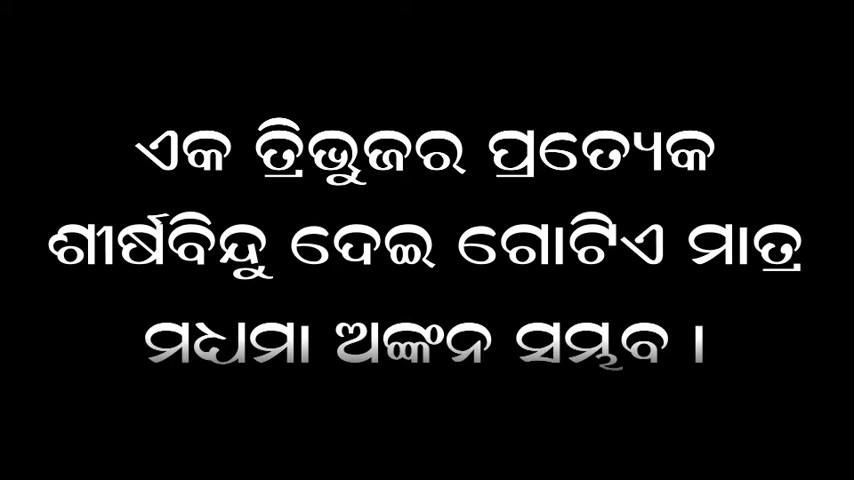 ଏକ ତ୍ରିଭୁଜର ପ୍ରତ୍ୟେକ
ଶୀର୍ଷବିନ୍ଦୁ ଦେଇ ଗୋଟିଏ ମାତ୍ର
ମଧ୍ୟମା ଅଙ୍କନ ସମ୍ଭବ ।